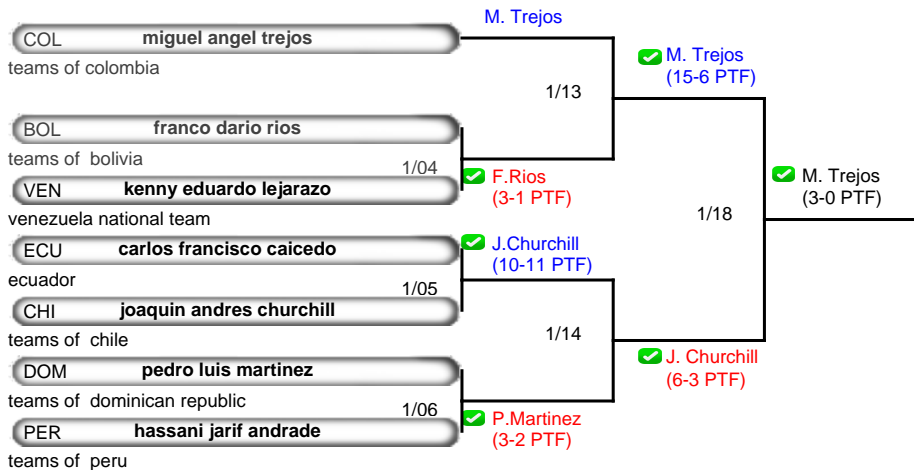 M. Trejos
COL miguel angel trejos
teams of colombia
M. Trejos
(15-6 PTF)
1/13
BOL franco dario rios
teams of bolivia
1/04
F.Rios
(3-1 PTF)
VEN kenny eduardo lejarazo
venezuela national team
M. Trejos
(3-0 PTF)
1/18
ECU carlos francisco caicedo
ecuador
J.Churchill
(10-11 PTF)
1/05
CHI joaquin andres churchill
teams of chile
1/14
J. Churchill
(6-3 PTF)
DOM pedro luis martinez
teams of dominican republic
1/06
P.Martinez
(3-2 PTF)
PER hassani jarif andrade
teams of peru